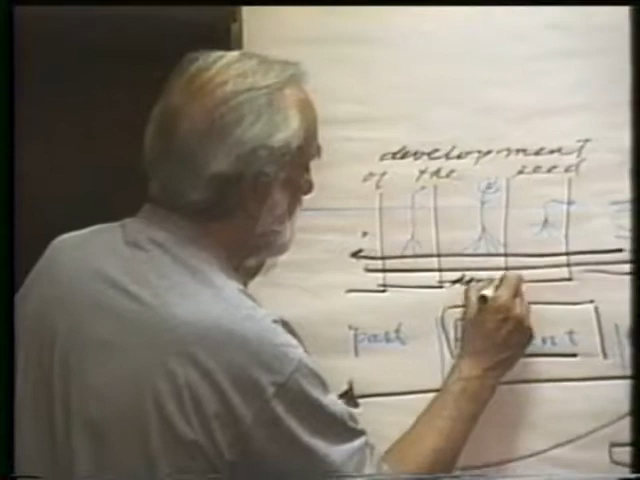 development
of the seed
past